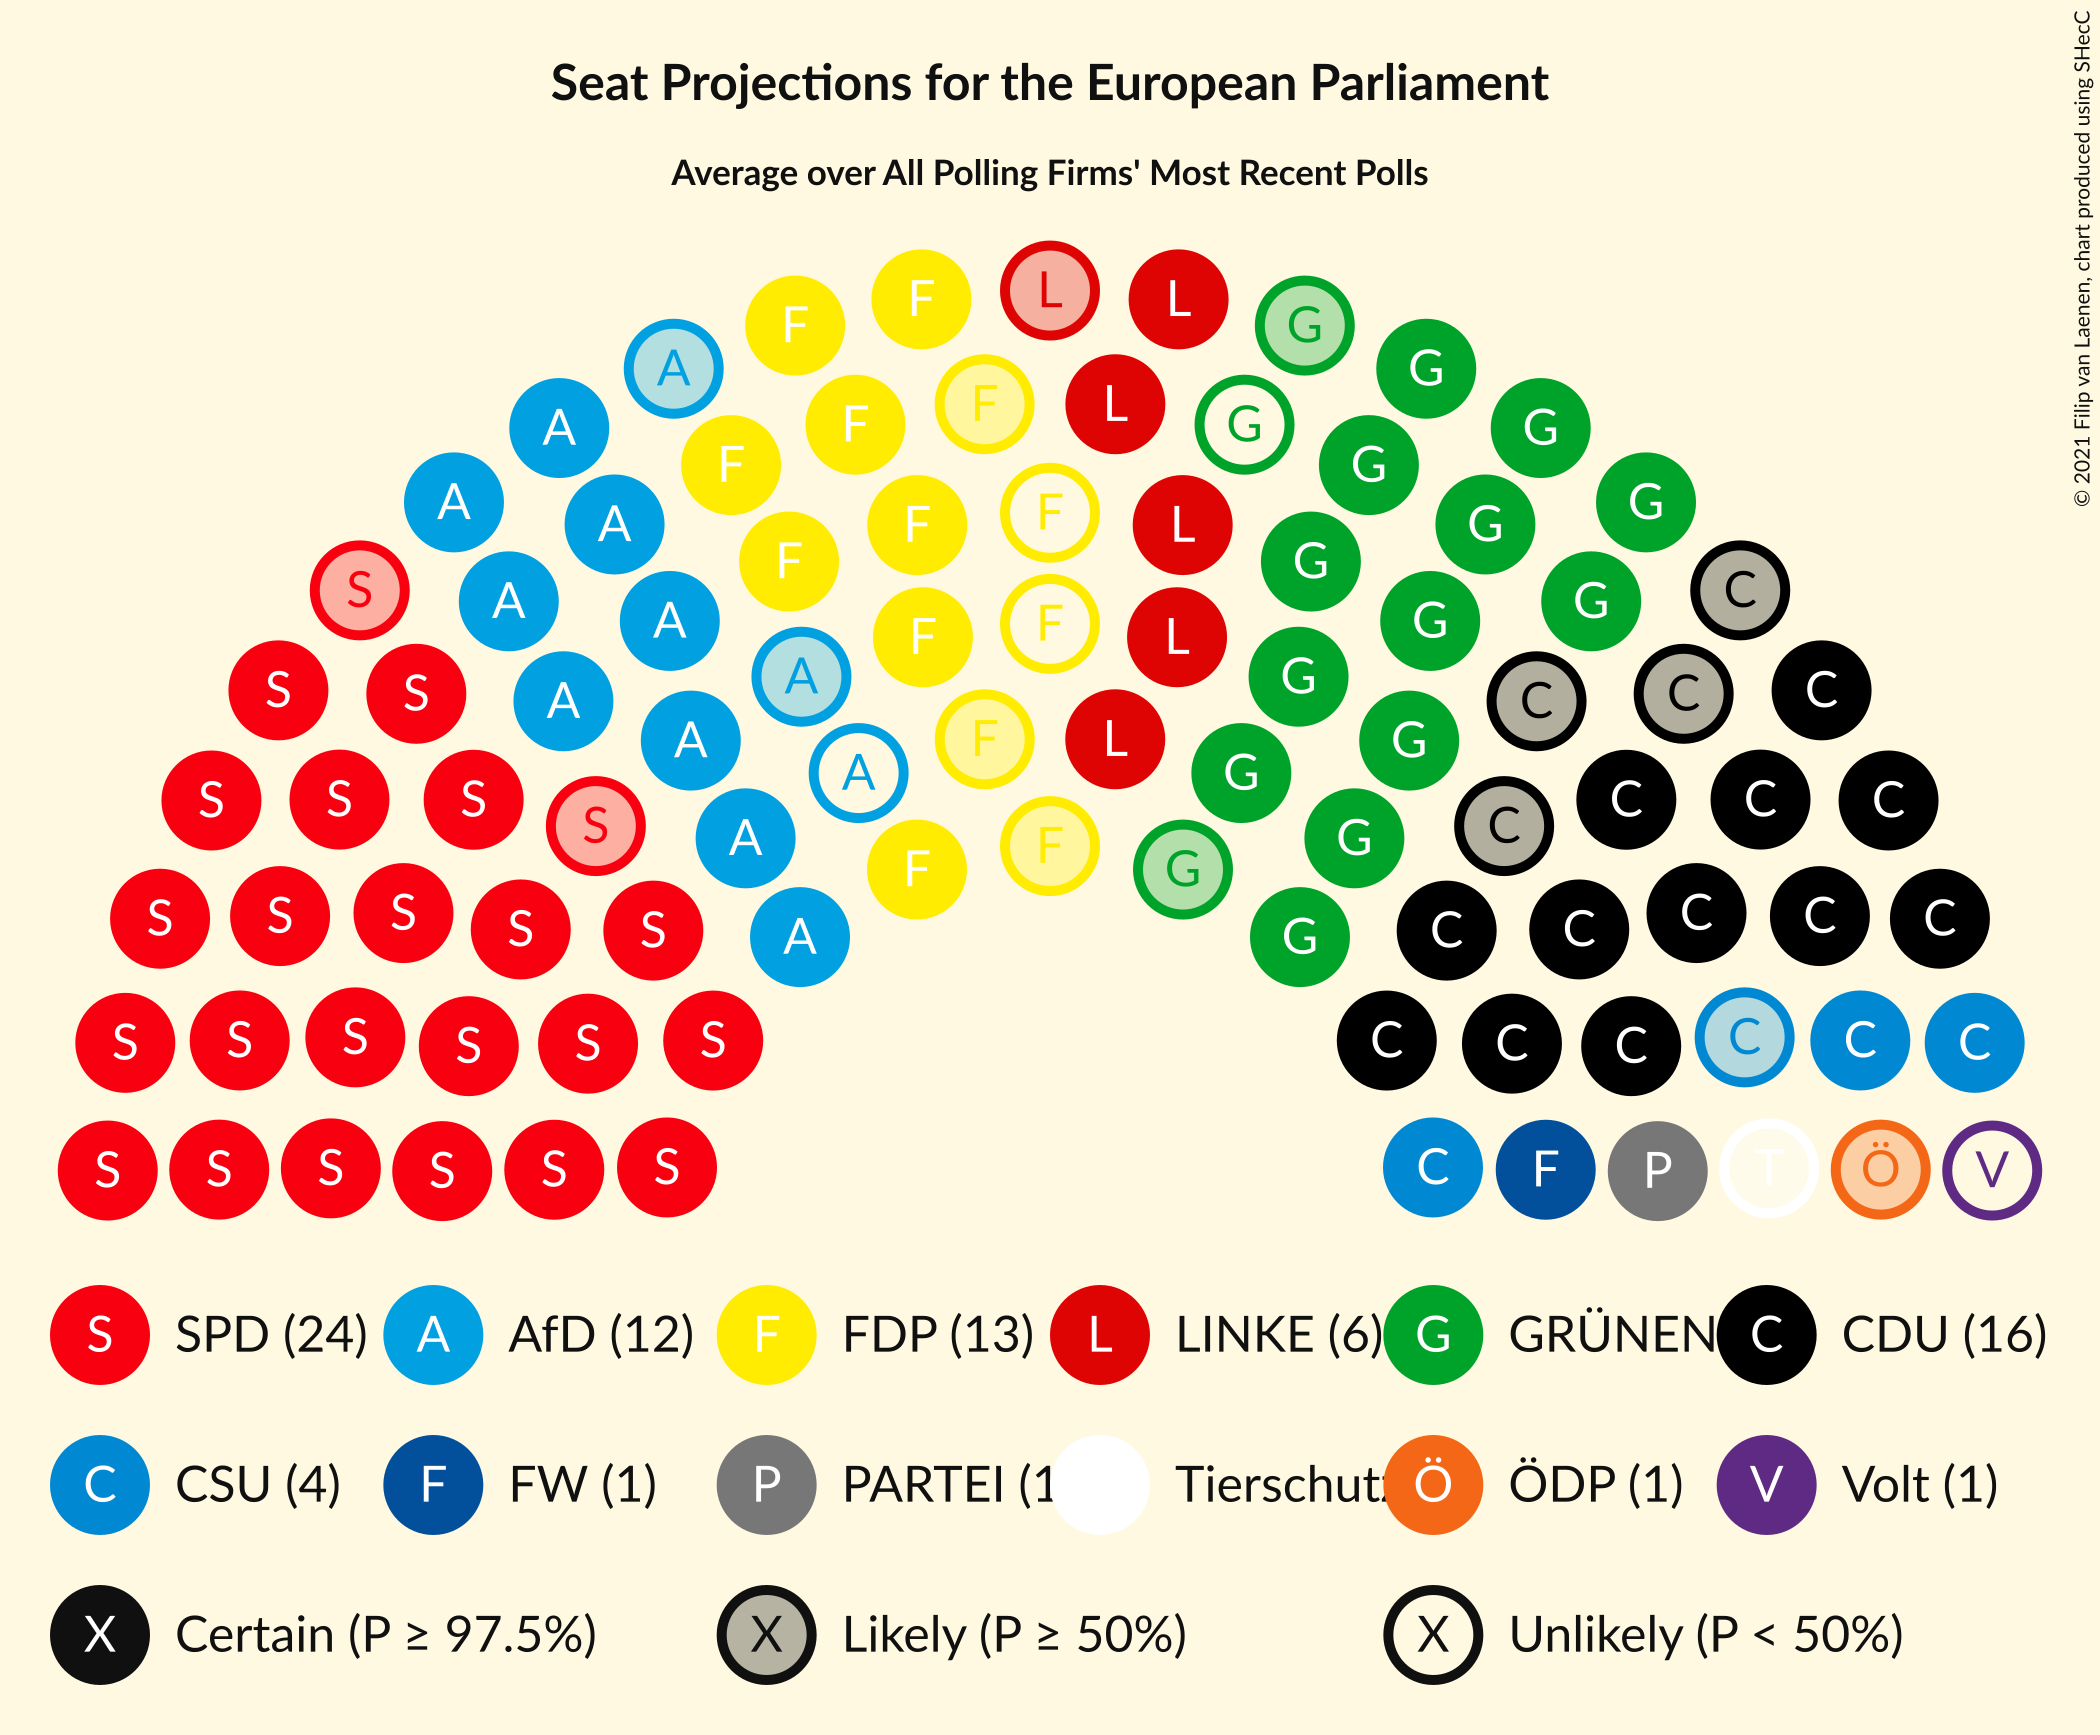 Seat Projections for the European Parliament
Average over All Polling Firms' Most Recent Polls
© 2021 Filip van Laenen, chart produced using SHecC
L
F L
F G
A F F G
F L G
A F G G
F
A A F L G G
F G
S A A G G C
F
A F L G
S S A A G C C C
A F L G
S S S A A G G C C C C
S A F G C
F
S S S S S A F G G C C C C C
A G
S S S S S S C C C C C C
S S S S S S C F P T Ö V
S SPD (24) A AfD (12) F FDP (13) L LINKE (6) G GRÜNEN C CDU (16)
C CSU (4) F FW (1) P PARTEI (1 Tierschutz Ö ÖDP (1) V Volt (1)
X Certain (P ≥ 97.5%) X Likely (P ≥ 50%) X Unlikely (P < 50%)